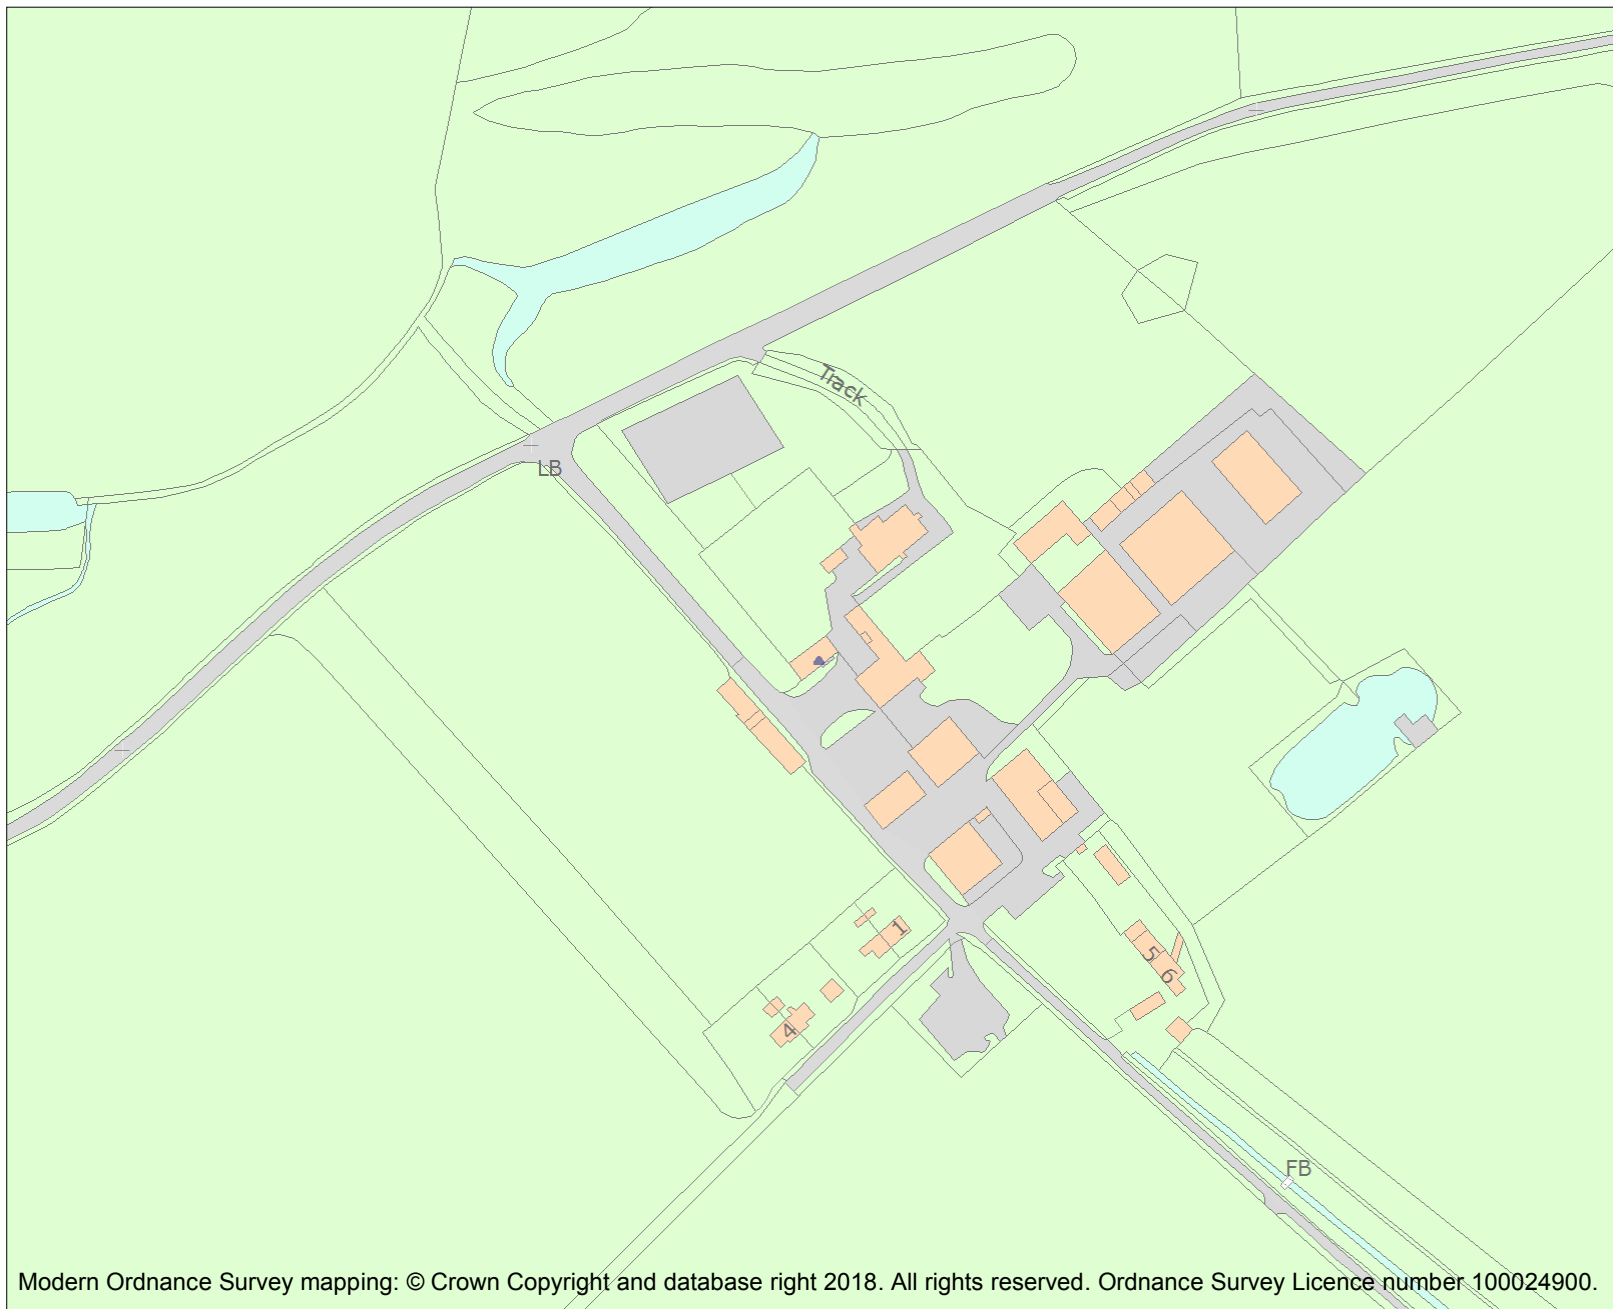 Track
LB
1
5
6
4
FB
Modern Ordnance Survey mapping: © Crown Copyright and database right 2018. All rights reserved. Ordnance Survey Licence number 100024900.